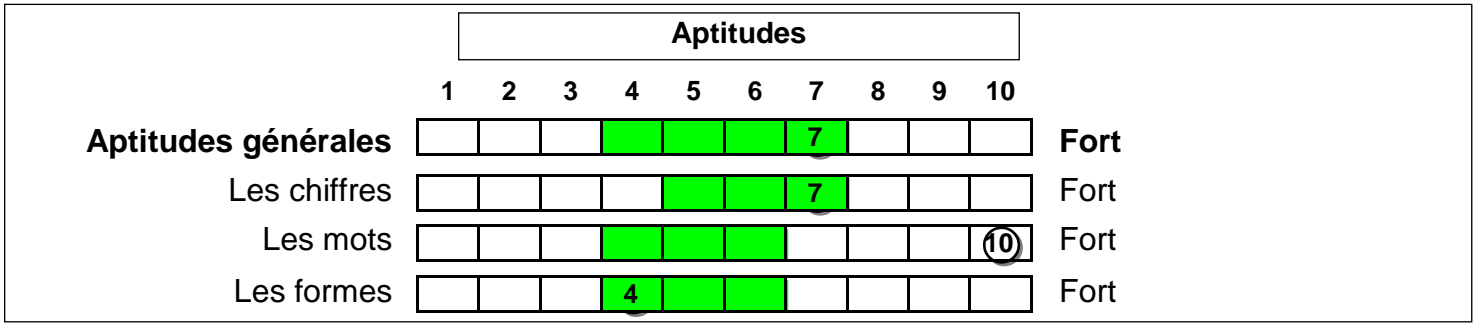 Aptitudes
1 2 3 4 5 6 7 8 9 10
Aptitudes générales 7 Fort
Les chiffres 7 Fort
Les mots 10 Fort
Les formes 4 Fort